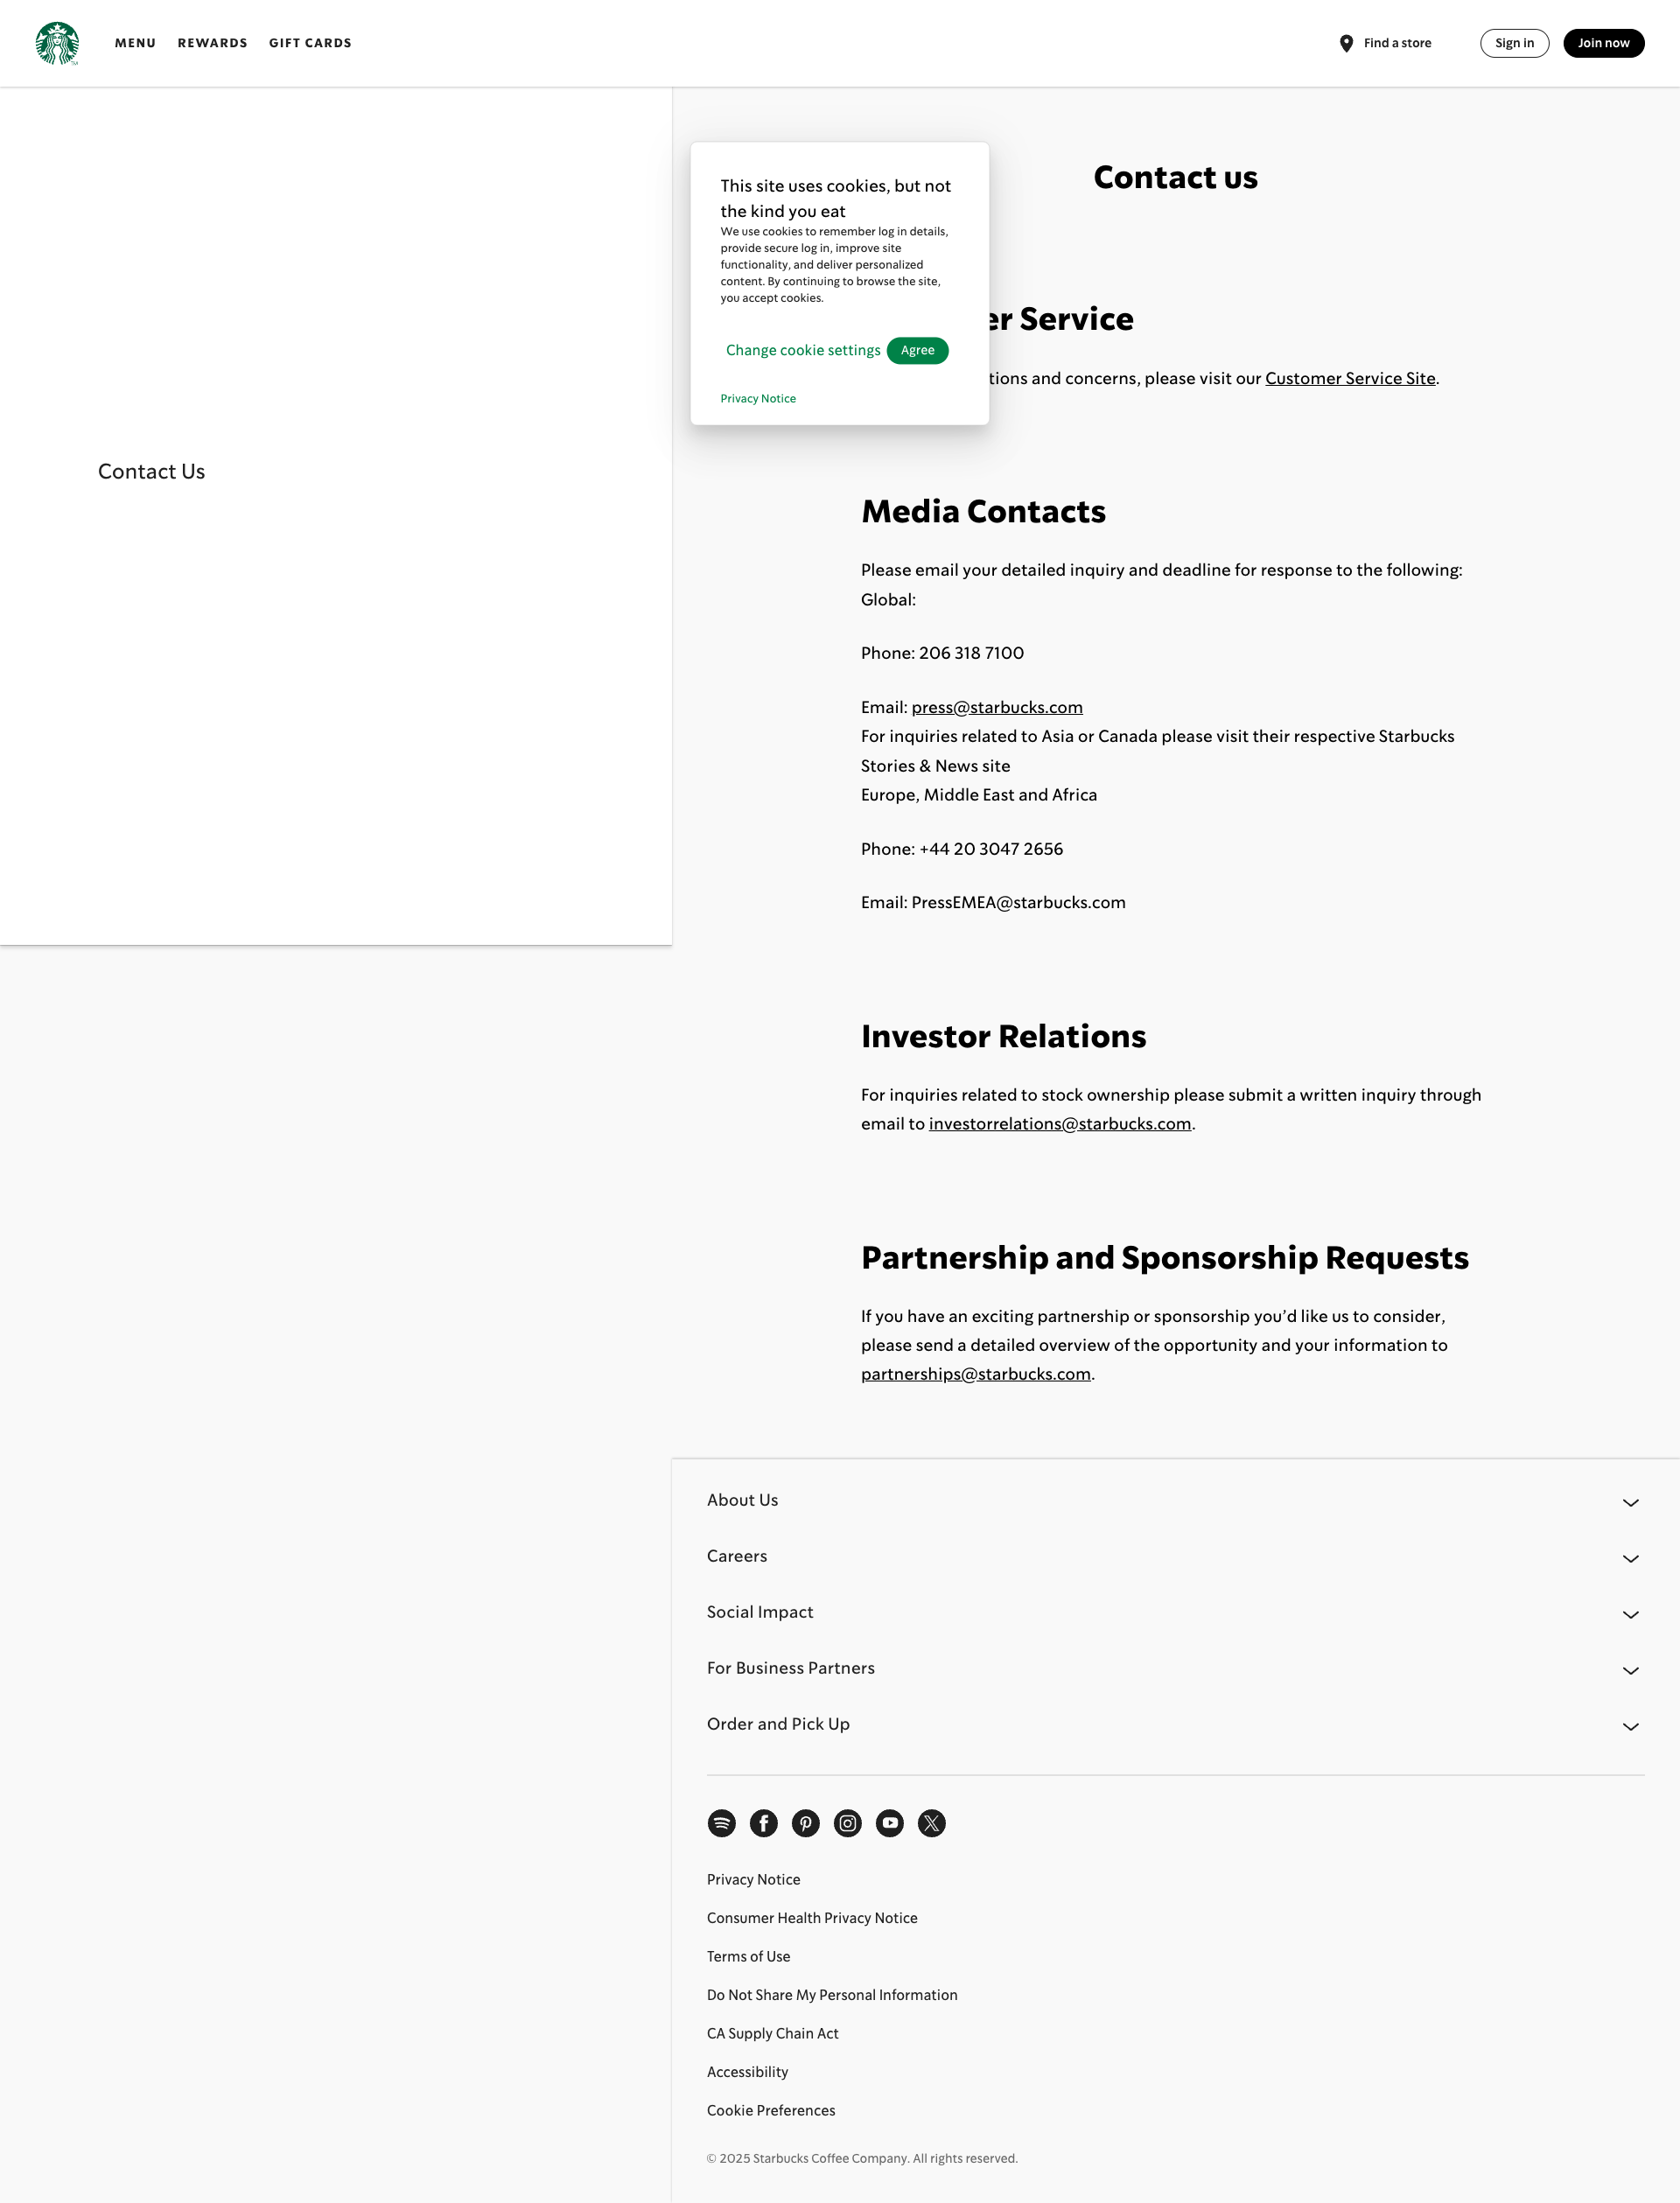 MENU REWARDS GIFT CARDS Find a store Sign in Join now
Contact Us
This site uses cookies, but not
the kind you eat
We use cookies to remember log in details,
provide secure log in, improve site
functionality, and deliver personalized
content. By continuing to browse the site,
you accept cookies.
Change cookie settings Agree
Privacy Notice
Contact us
Service
and concerns, please visit our Customer Service Site.
Media Contacts
Please email your detailed inquiry and deadline for response to the following:
Global:
Phone: 206 318 7100
Email: press@starbucks.com
For inquiries related to Asia or Canada please visit their respective Starbucks
Stories & News site
Europe, Middle East and Africa
Phone: +44 20 3047 2656
Email: PressEMEA@starbucks.com
Investor Relations
For inquiries related to stock ownership please submit a written inquiry through
email to investorrelations@starbucks.com.
Partnership and Sponsorship Requests
If you have an exciting partnership or sponsorship you’d like us to consider,
please send a detailed overview of the opportunity and your information to
partnerships@starbucks.com.
About Us
Careers
Social Impact
For Business Partners
Order and Pick Up
Privacy Notice
Consumer Health Privacy Notice
Terms of Use
Do Not Share My Personal Information
CA Supply Chain Act
Accessibility
Cookie Preferences
© 2025 Starbucks Coffee Company. All rights reserved.